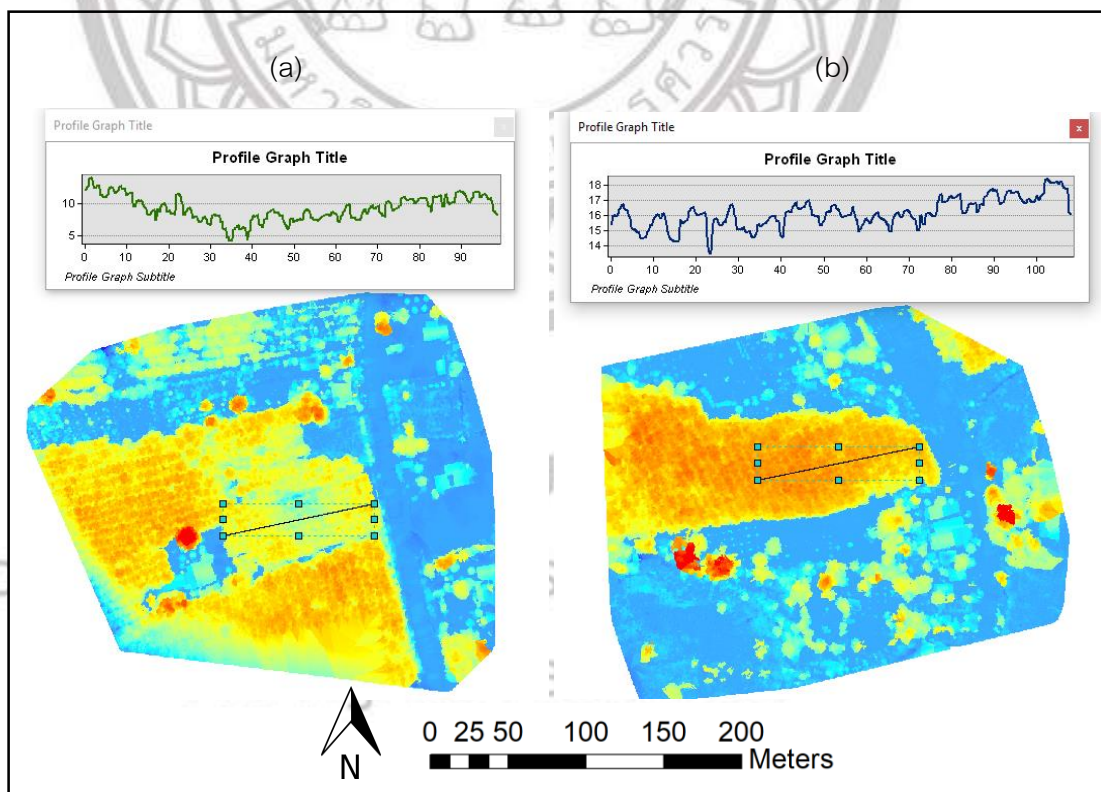 (a)
(b)
Profile Graph Title
Profile Graph Title
10
5
0 10 20 30 40 50 60 70 80 90
Profile Graph Subtitle
Profile Graph Title
x
Profile Graph Title
18
17
16
15
14
0 10 20 30 40 50 60 70 80 90 100
Profile Graph Subtitle
N
0 25 50 100 150 200
Meters